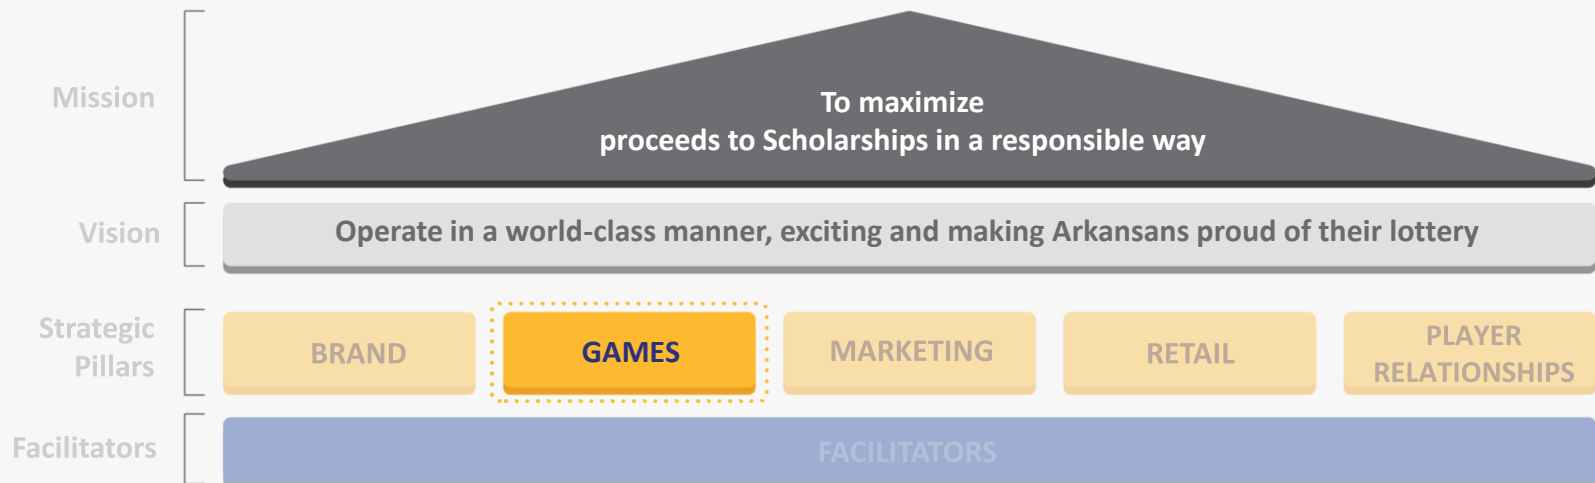 Mission
To maximize
proceeds to Scholarships in a responsible way
Vision
Operate in a world-class manner, exciting and making Arkansans proud of their lottery
Strategic
Pillars
BRAND
GAMES
MARKETING
RETAIL
PLAYER
RELATIONSHIPS
Facilitators
FACILITATORS